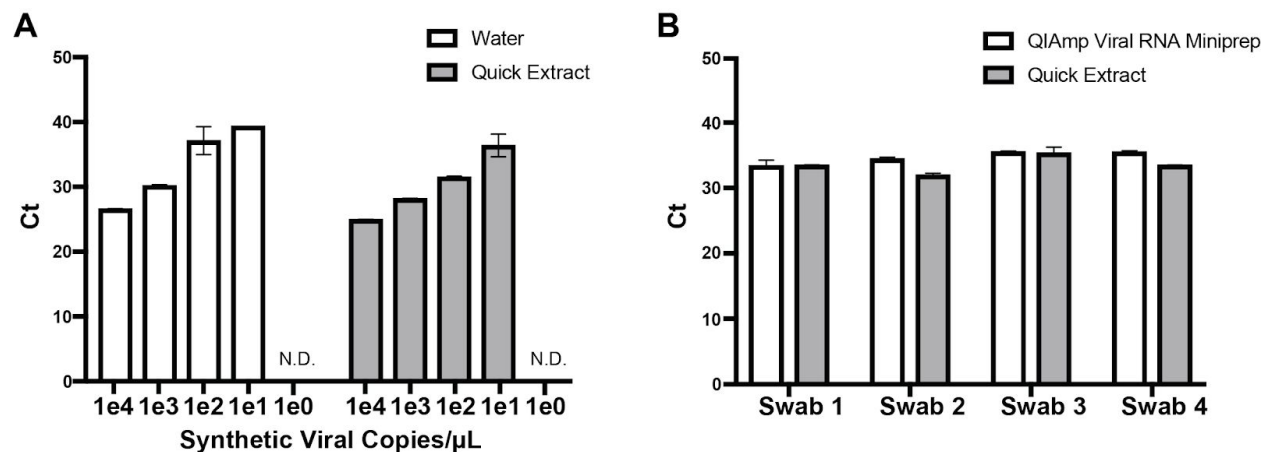 A
Water
Quick Extract
50
40
30
20
10
0
Ct
N.D.
N.D.
1e4 1e3 1e2 1e1 1e0 1e4 1e3 1e2 1e1 1e0
Synthetic Viral Copies/µL
B
QIAmp Viral RNA Miniprep
Quick Extract
50
40
30
20
10
0
Ct
Swab 1 Swab 2 Swab 3 Swab 4